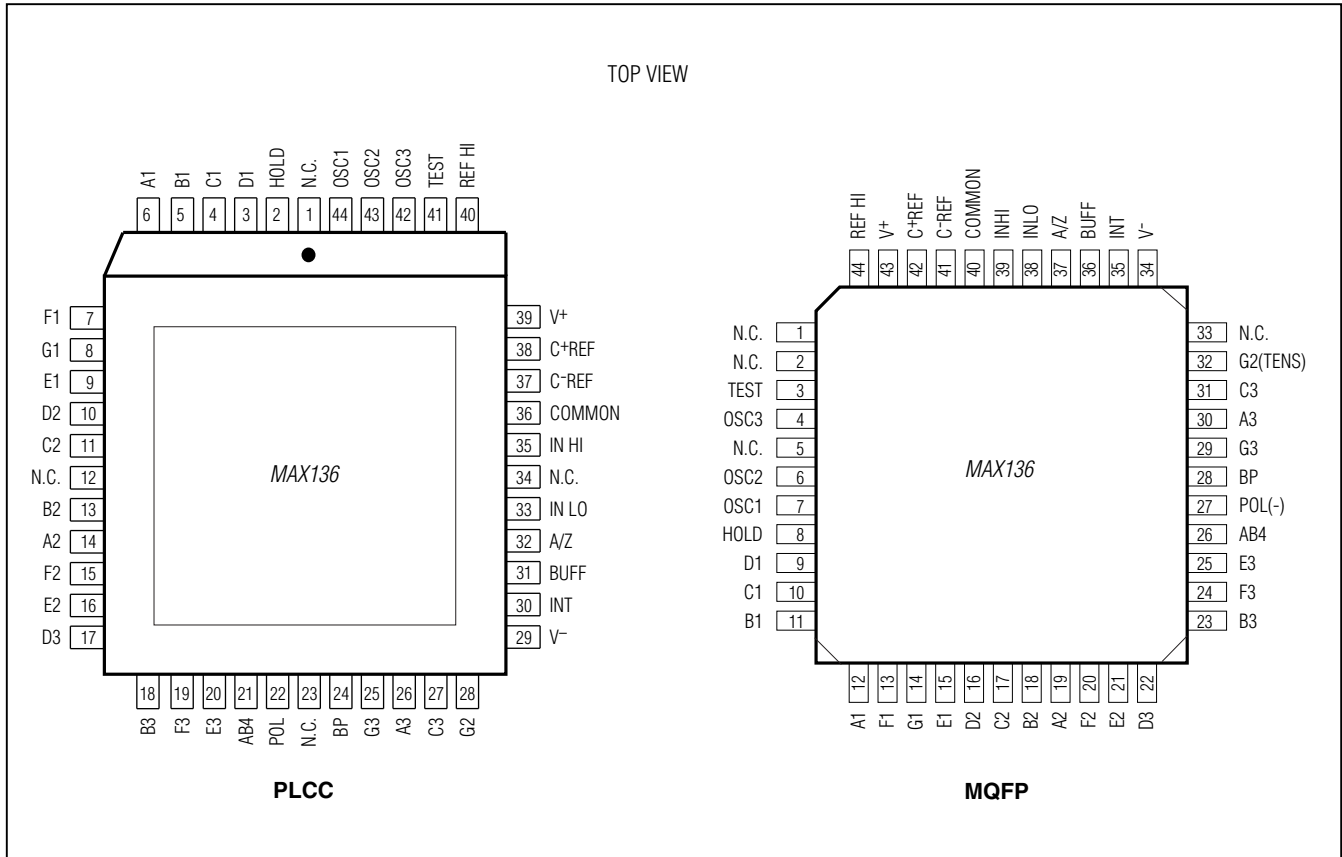 TOP VIEW
A1 B1 C1 D1 HOLD N.C. OSC1 OSC2 OSC3 TEST REF HI
6 5 4 3 2 1 44 43 42 41 40
F1 7
G1 8
E1 9
D2 10
C2 11
N.C. 12
B2 13
A2 14
F2 15
E2 16
D3 17
MAX136
39 V+
38 C+REF
37 C-REF
36 COMMON
35 IN HI
34 N.C.
33 IN LO
32 A/Z
31 BUFF
30 INT
29 V–
18 19 20 21 22 23 24 25 26 27 28
B3 F3 E3 AB4 POL N.C. BP G3 A3 C3 G2
PLCC
REF HI V+ C+REF C-REF COMMON INHI INLO A/Z BUFF INT V-
44 43 42 41 40 39 38 37 36 35 34
N.C. 1
N.C. 2
TEST 3
OSC3 4
N.C. 5
OSC2 6
OSC1 7
HOLD 8
D1 9
C1 10
B1 11
MAX136
33 N.C.
32 G2(TENS)
31 C3
30 A3
29 G3
28 BP
27 POL(-)
26 AB4
25 E3
24 F3
23 B3
12 13 14 15 16 17 18 19 20 21 22
A1 F1 G1 E1 D2 C2 B2 A2 F2 E2 D3
MQFP